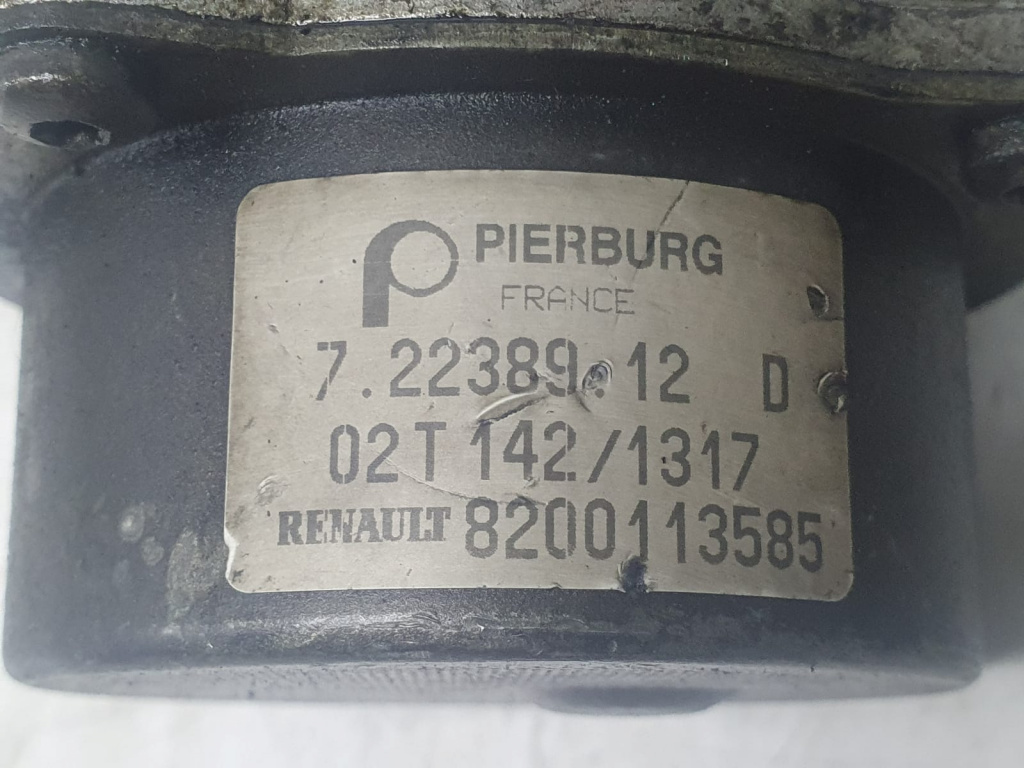 PIERBURG
FRANCE
7.22389.12 D
02T 142/1317
RENAULT 8200113585